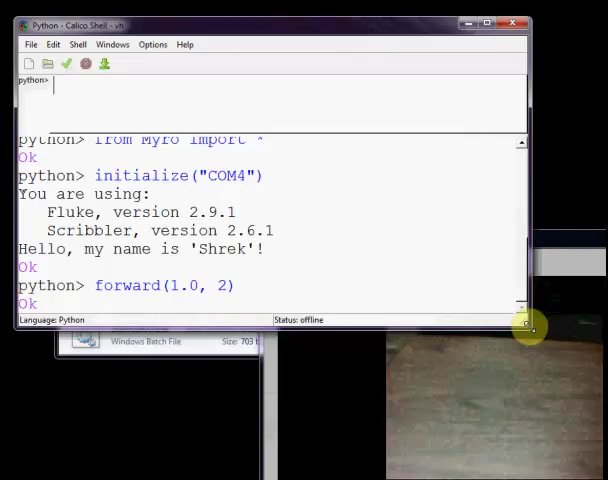 Python - Calico Shell - vh
File Edit Shell Windows Options Help
python>
python> from Myro import *
Ok
python> initialize("COM4")
You are using:
Fluke, version 2.9.1
Scribbler, version 2.6.1
Hello, my name is 'Shrek'!
Ok
python> forward(1.0, 2)
Ok
Language: Python Status: offline
Windows Batch File Size: 703 b